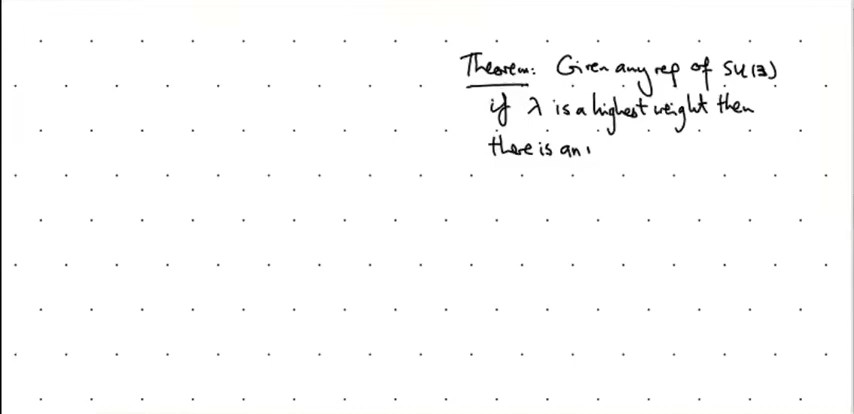 Theorem: Given any rep of SU(3)
if λ is a highest weight then
there is an